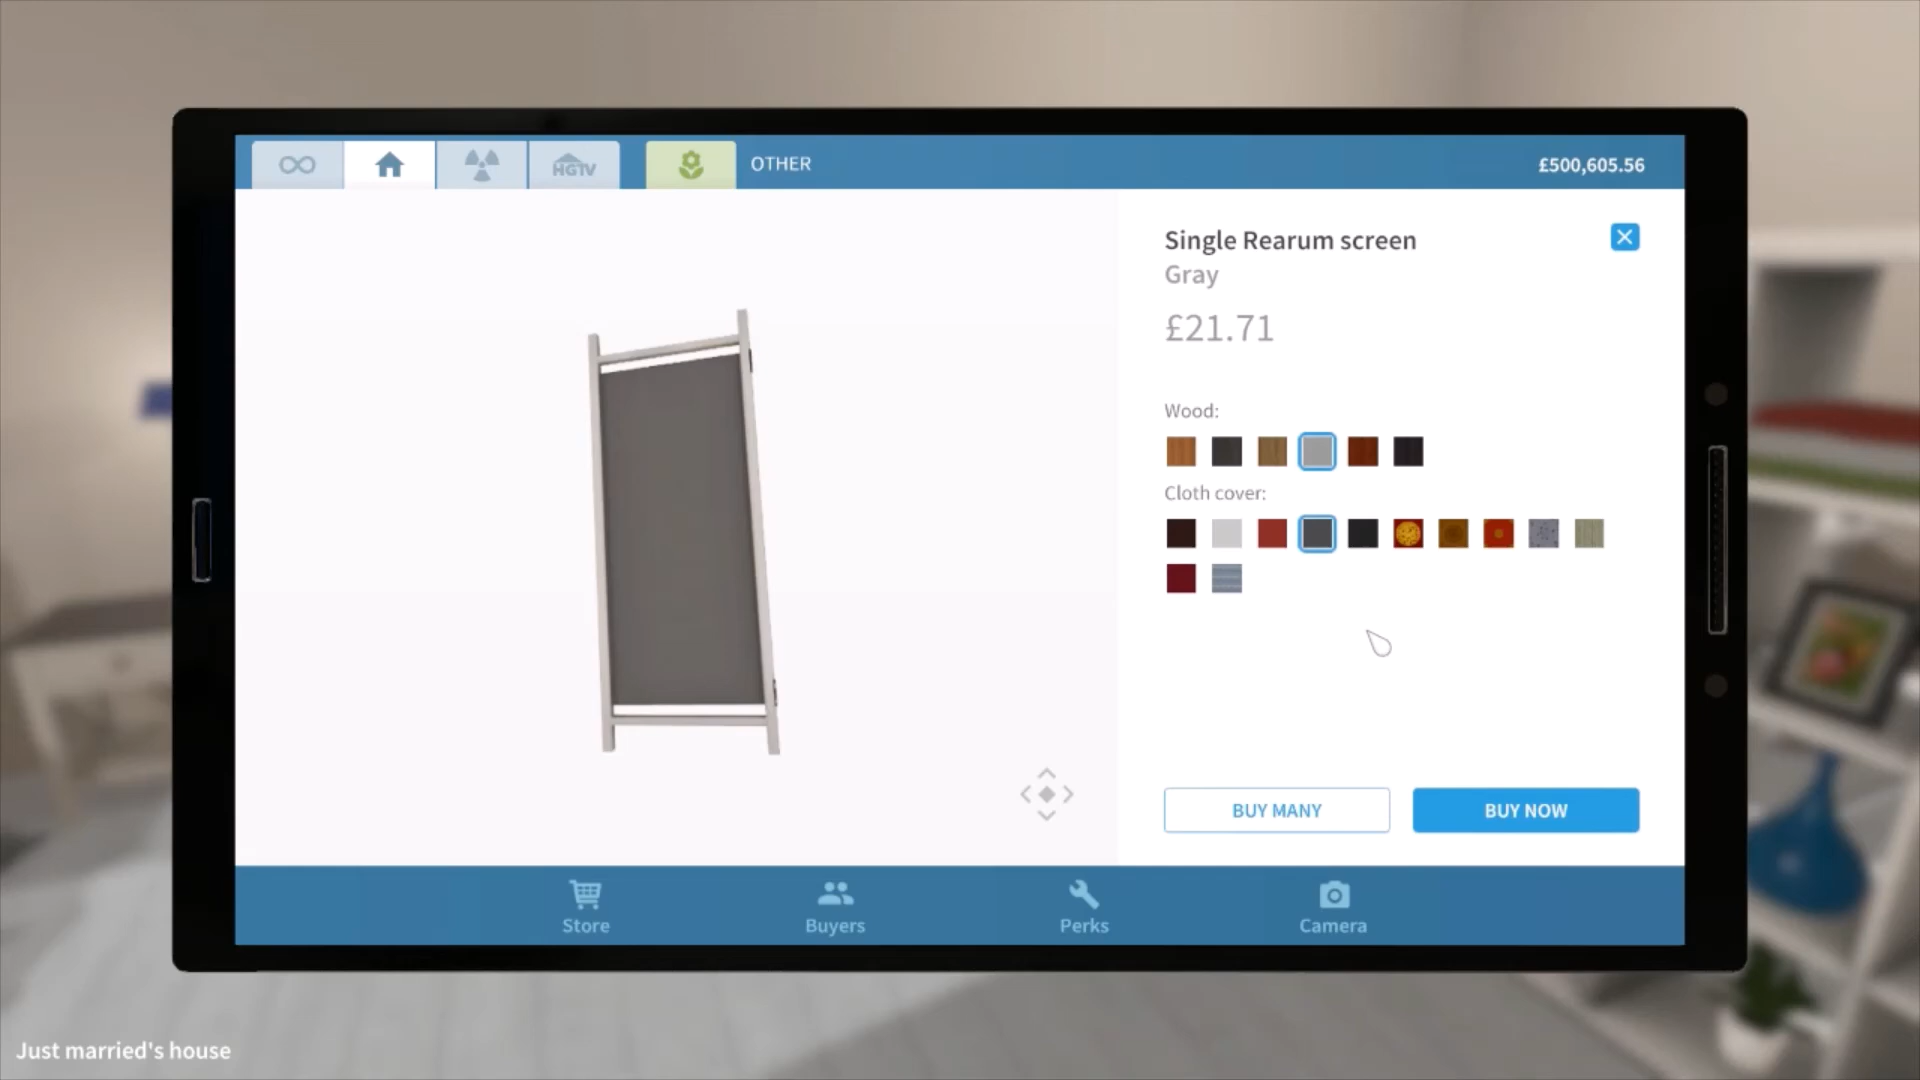 HGTV
OTHER
£500,605.56
Single Rearum screen
Gray
£21.71
Wood:
Cloth cover:
BUY MANY
BUY NOW
Store
Buyers
Perks
Camera
Just married's house